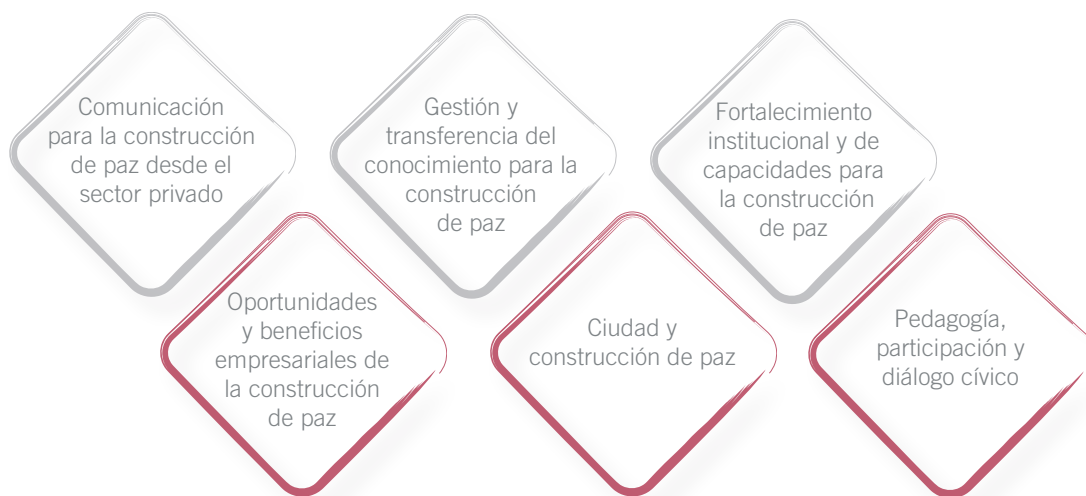 Comunicación
para la construcción
de paz desde el
sector privado
Gestión y
transferencia del
conocimiento para la
construcción
de paz
Fortalecimiento
institucional y de
capacidades para
la construcción
de paz
Oportunidades
y beneficios
empresariales de
la construcción
de paz
Ciudad y
construcción de paz
Pedagogía,
participación y
diálogo cívico